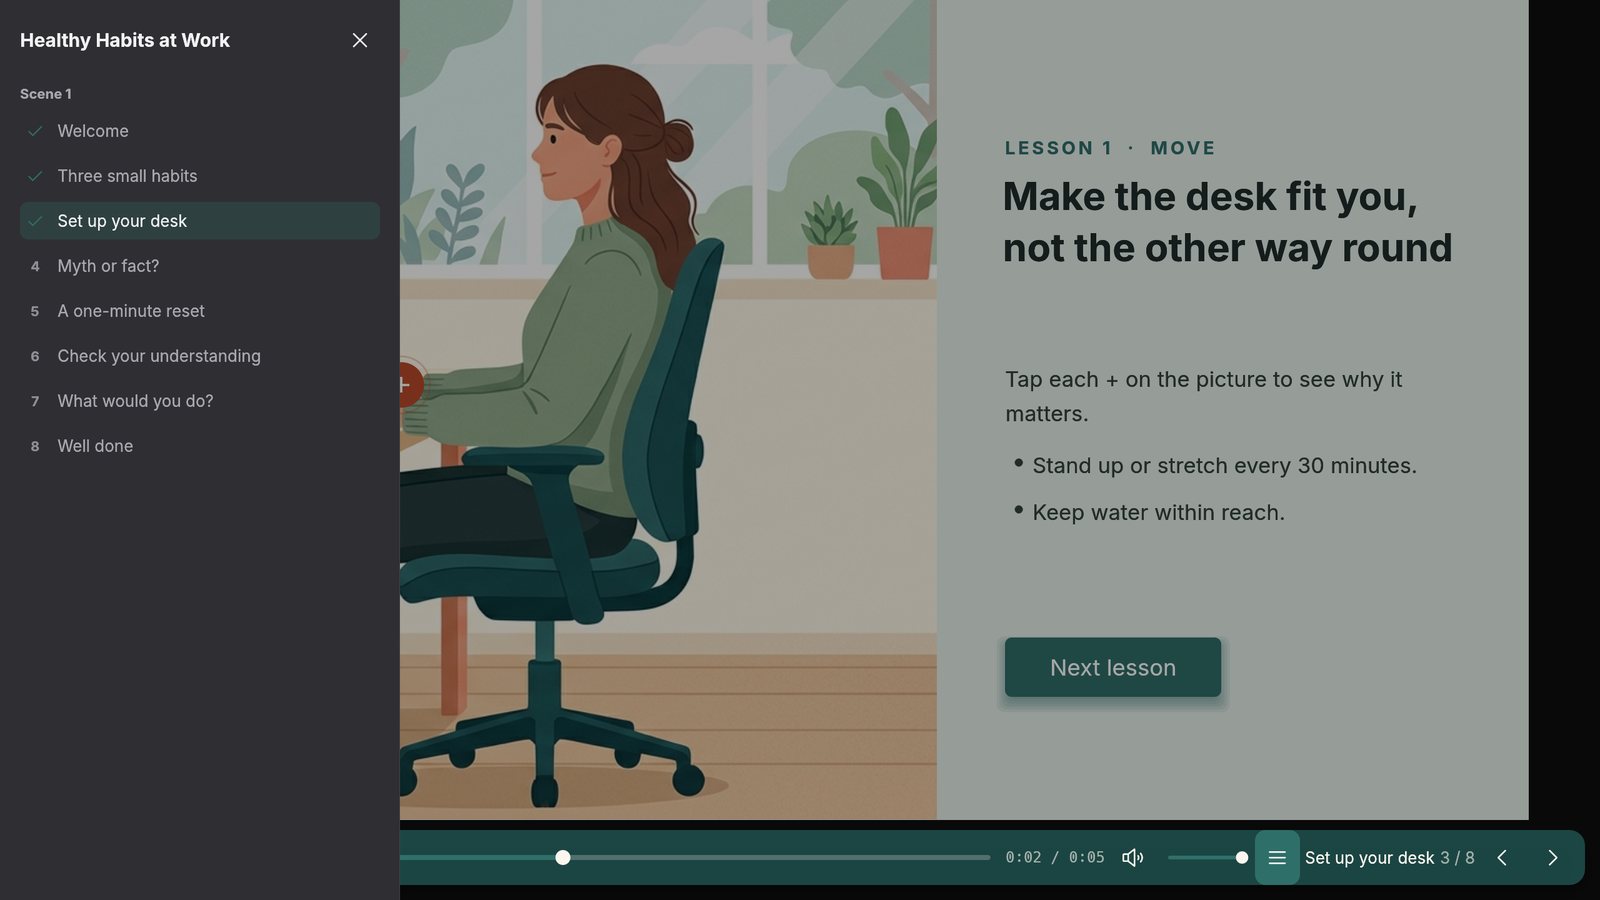 Healthy Habits at Work
Scene 1
Welcome
Three small habits
Set up your desk
4 Myth or fact?
5 A one-minute reset
6 Check your understanding
7 What would you do?
8 Well done
LESSON 1 · MOVE
Make the desk fit you,
not the other way round
Tap each + on the picture to see why it
matters.
• Stand up or stretch every 30 minutes.
• Keep water within reach.
Next lesson
0:02 / 0:05
Set up your desk 3 / 8